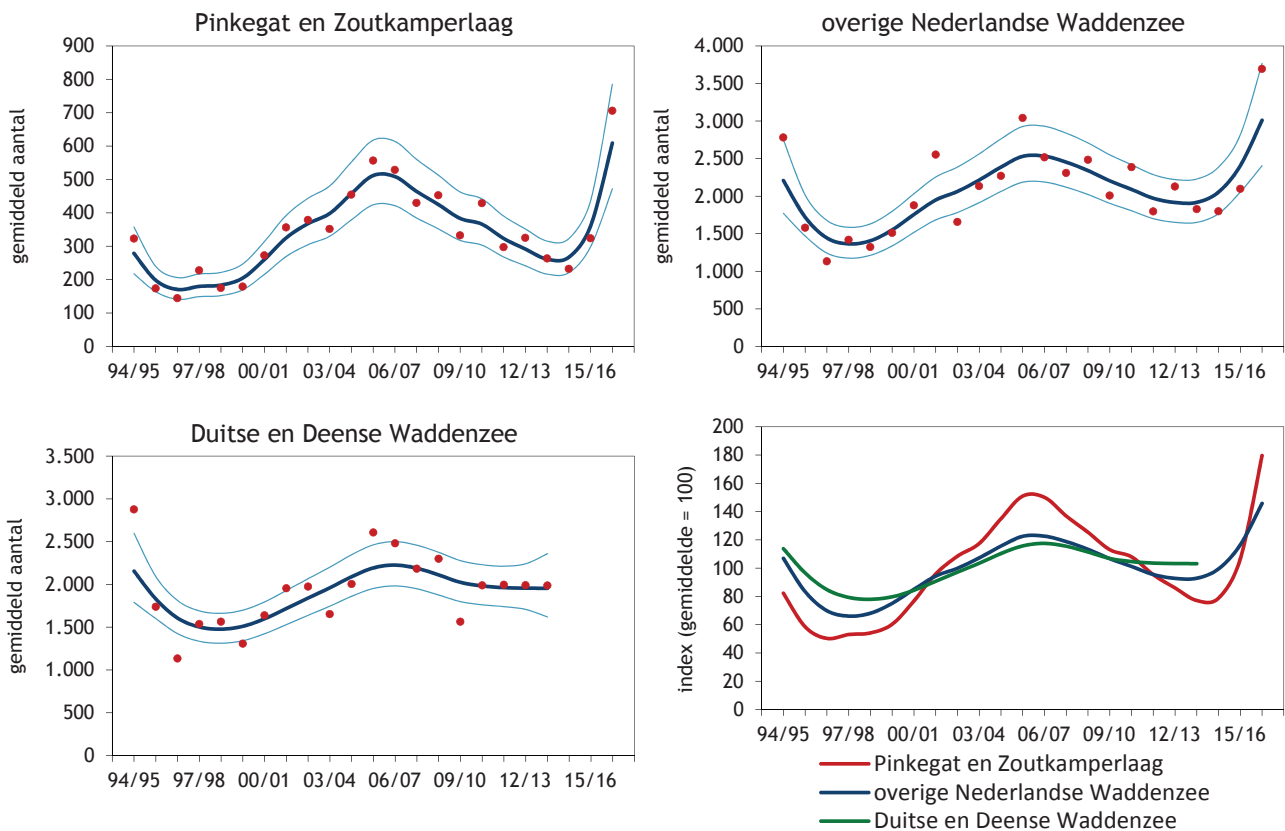 Pinkegat en Zoutkamperlaag
gemiddeld aantal
900
800
700
600
500
400
300
200
100
0
94/95 97/98 00/01 03/04 06/07 09/10 12/13 15/16
overige Nederlandse Waddenzee
gemiddeld aantal
4.000
3.500
3.000
2.500
2.000
1.500
1.000
500
0
94/95 97/98 00/01 03/04 06/07 09/10 12/13 15/16
Duitse en Deense Waddenzee
gemiddeld aantal
3.500
3.000
2.500
2.000
1.500
1.000
500
0
94/95 97/98 00/01 03/04 06/07 09/10 12/13 15/16
index (gemiddelde = 100)
200
180
160
140
120
100
80
60
40
20
0
94/95 97/98 00/01 03/04 06/07 09/10 12/13 15/16
Pinkegat en Zoutkamperlaag
overige Nederlandse Waddenzee
Duitse en Deense Waddenzee